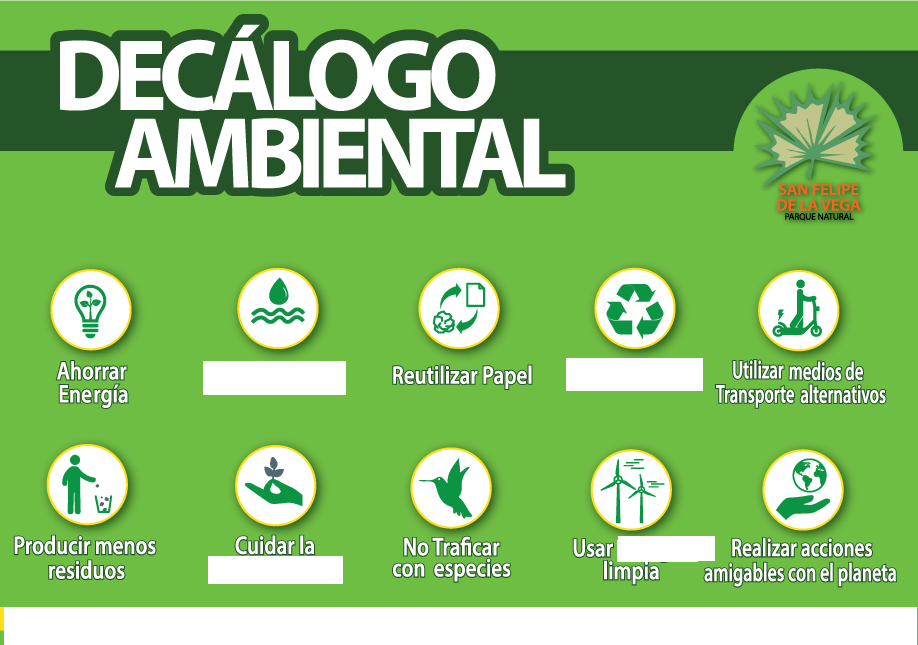 DECÁLOGO
AMBIENTAL
SAN FELIPE
DE LA VEGA
PARQUE NATURAL
Ahorrar
Energía
Reutilizar Papel
Utilizar medios de
Transporte alternativos
Producir menos
residuos
Cuidar la
No Traficar
con especies
Usar
limpia
Realizar acciones
amigables con el planeta